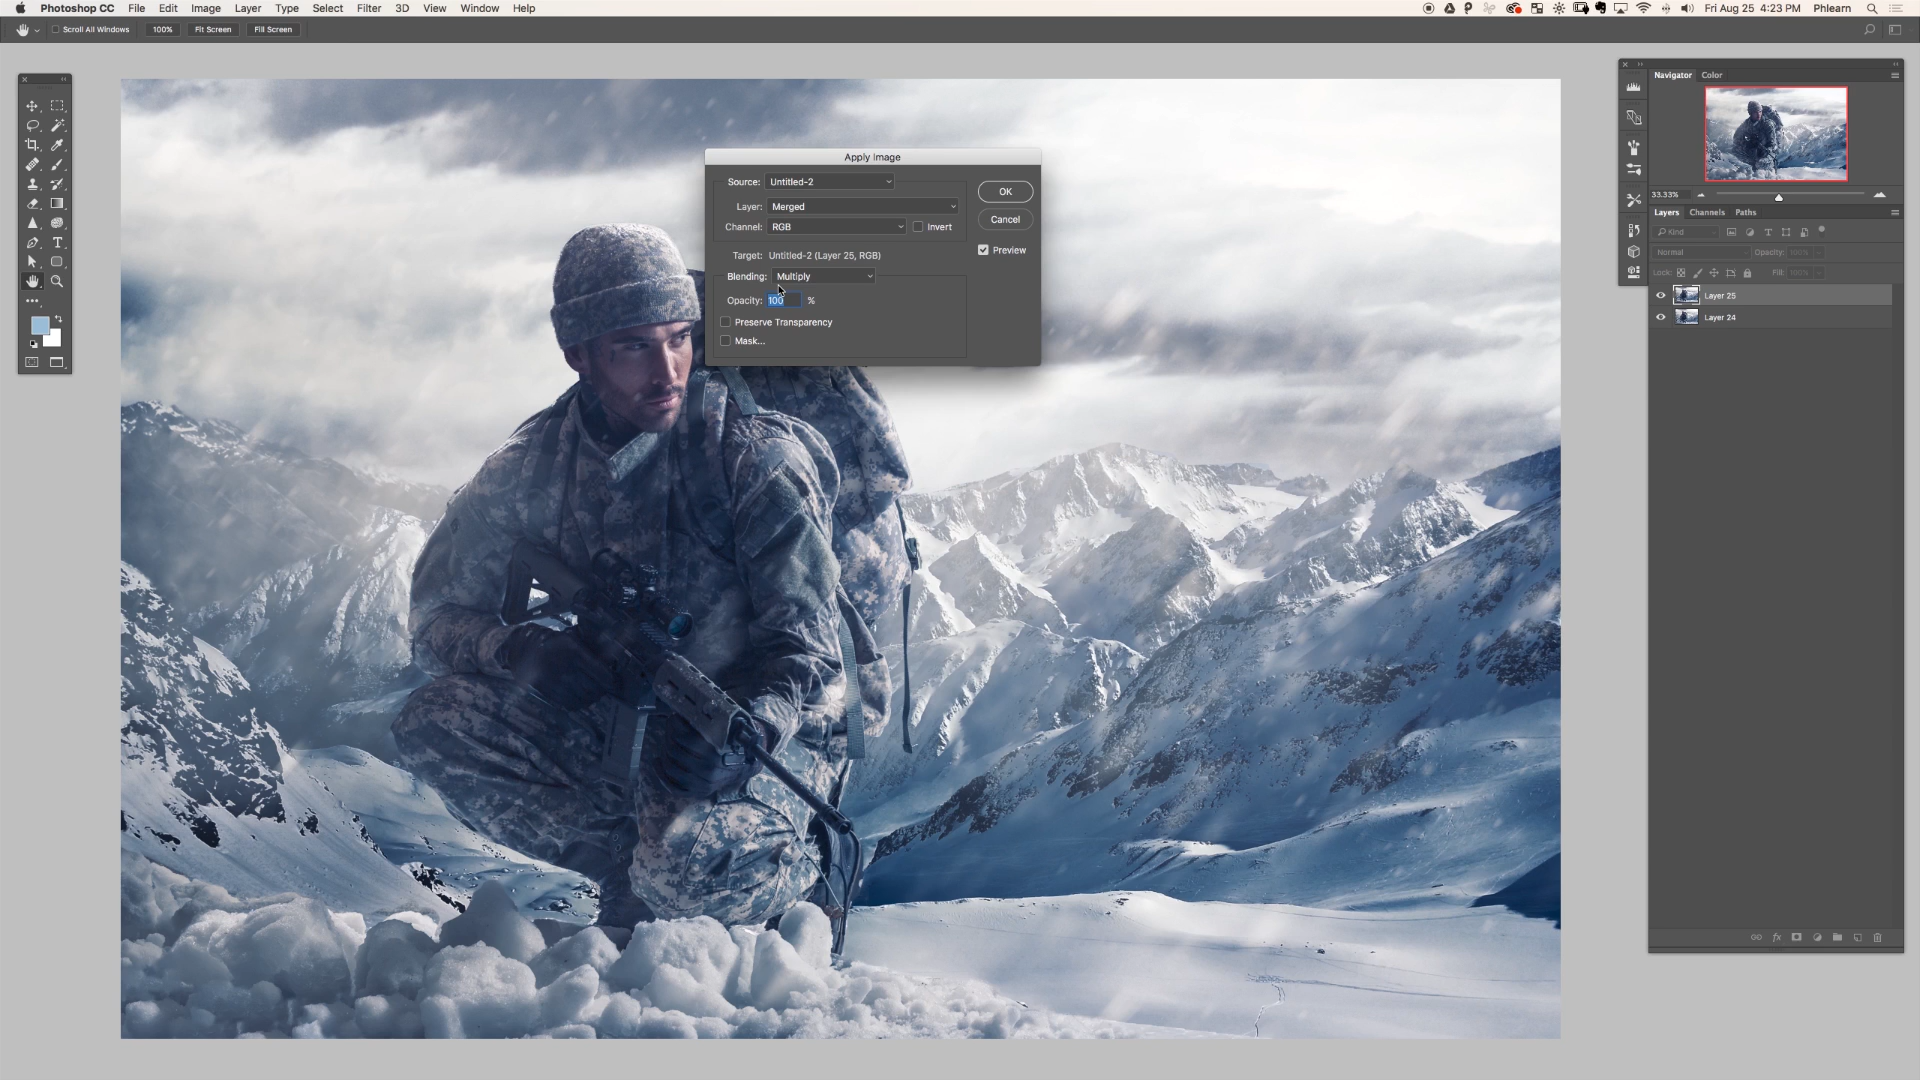 Photoshop CC File Edit Image Layer Type Select Filter 3D View Window Help Fri Aug 25 4:23 PM Phlearn
Scroll All Windows 100% Fit Screen Fill Screen
Navigator Color
33.33%
Layers Channels Paths
Kind
Normal Opacity: 100%
Lock: Fill: 100%
Layer 25
Layer 24
Apply Image
Source: Untitled-2
OK
Layer: Merged
Cancel
Channel: RGB Invert
Preview
Target: Untitled-2 (Layer 25, RGB)
Blending: Multiply
Opacity: 100 %
Preserve Transparency
Mask...